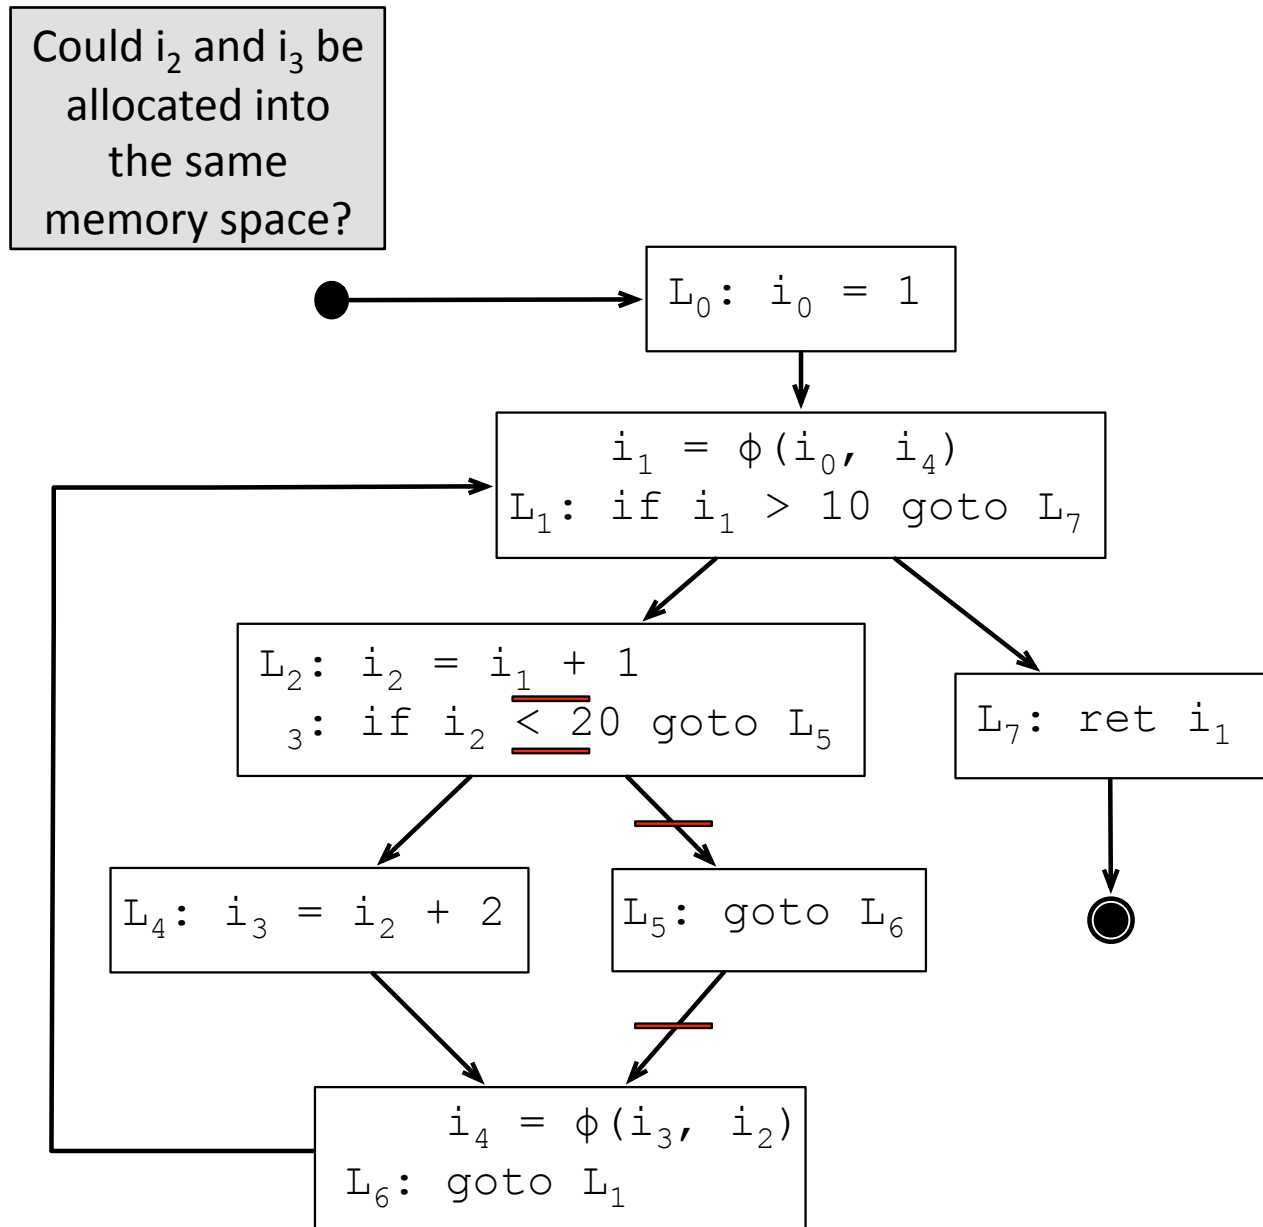 Could i₂ and i₃ be
allocated into
the same
memory space?
L₀: i₀ = 1
i₁ = ϕ(i₀, i₄)
L₁: if i₁ > 10 goto L₇
L₂: i₂ = i₁ + 1
₃: if i₂ < 20 goto L₅
L₇: ret i₁
L₄: i₃ = i₂ + 2
L₅: goto L₆
i₄ = ϕ(i₃, i₂)
L₆: goto L₁